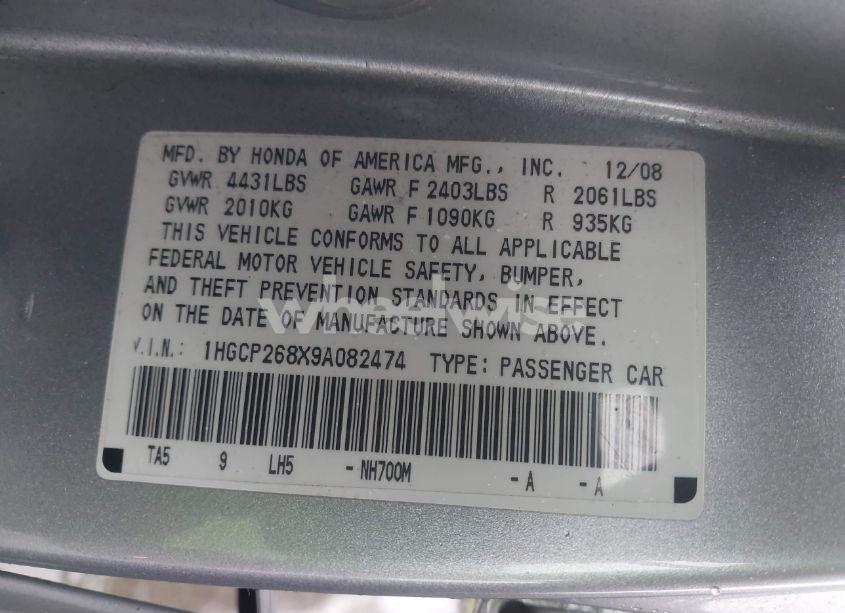 MFD. BY HONDA OF AMERICA MFG., INC. 12/08
GVWR 4431LBS GAWR F 2403LBS R 2061LBS
GVWR 2010KG GAWR F 1090KG R 935KG
THIS VEHICLE CONFORMS TO ALL APPLICABLE
FEDERAL MOTOR VEHICLE SAFETY, BUMPER,
AND THEFT PREVENTION STANDARDS IN EFFECT
wheelwise
ON THE DATE OF MANUFACTURE SHOWN ABOVE.
V.I.N.: 1HGCP268X9A082474 TYPE: PASSENGER CAR
TA5 9 LH5 -NH700M -A -A